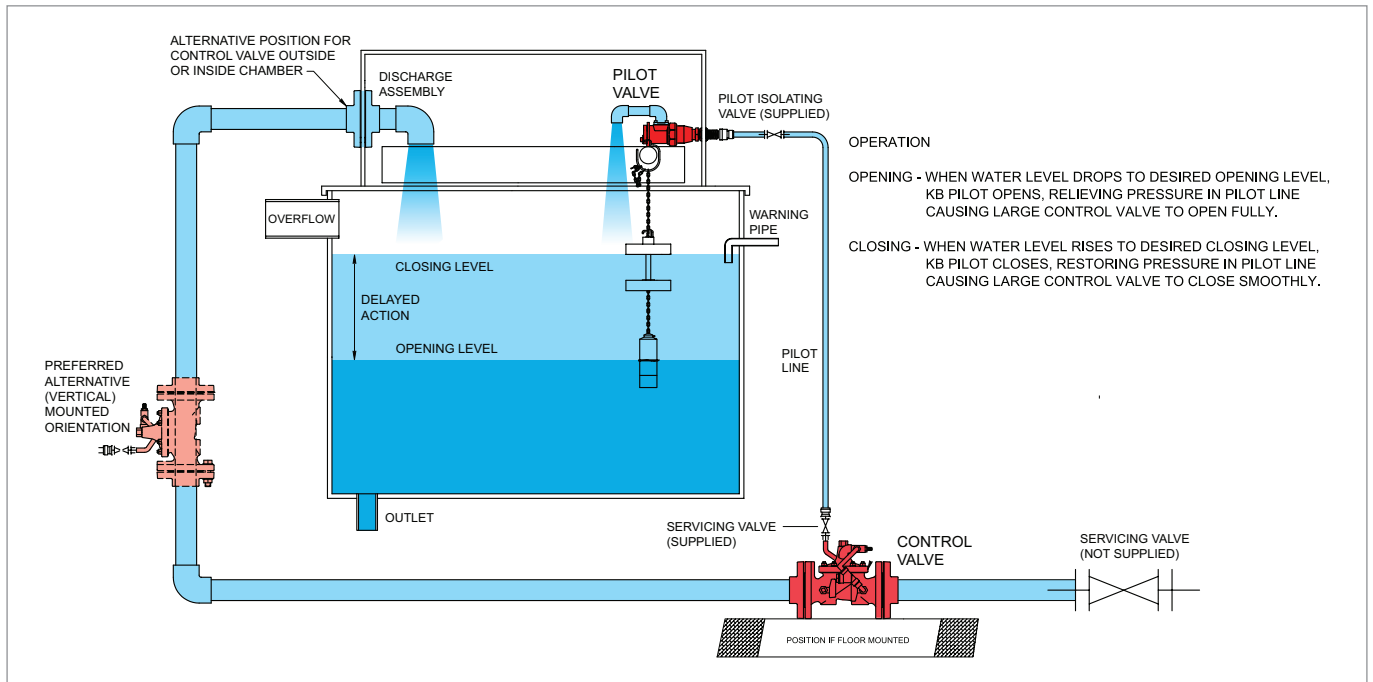 ALTERNATIVE POSITION FOR
CONTROL VALVE OUTSIDE
OR INSIDE CHAMBER
DISCHARGE
ASSEMBLY
PILOT
VALVE
PILOT ISOLATING
VALVE (SUPPLIED)
OPERATION
OPENING - WHEN WATER LEVEL DROPS TO DESIRED OPENING LEVEL,
KB PILOT OPENS, RELIEVING PRESSURE IN PILOT LINE
CAUSING LARGE CONTROL VALVE TO OPEN FULLY.
CLOSING - WHEN WATER LEVEL RISES TO DESIRED CLOSING LEVEL,
KB PILOT CLOSES, RESTORING PRESSURE IN PILOT LINE
CAUSING LARGE CONTROL VALVE TO CLOSE SMOOTHLY.
OVERFLOW
WARNING
PIPE
CLOSING LEVEL
DELAYED
ACTION
OPENING LEVEL
PILOT
LINE
PREFERRED
ALTERNATIVE
(VERTICAL)
MOUNTED
ORIENTATION
OUTLET
SERVICING VALVE
(SUPPLIED)
CONTROL
VALVE
SERVICING VALVE
(NOT SUPPLIED)
POSITION IF FLOOR MOUNTED